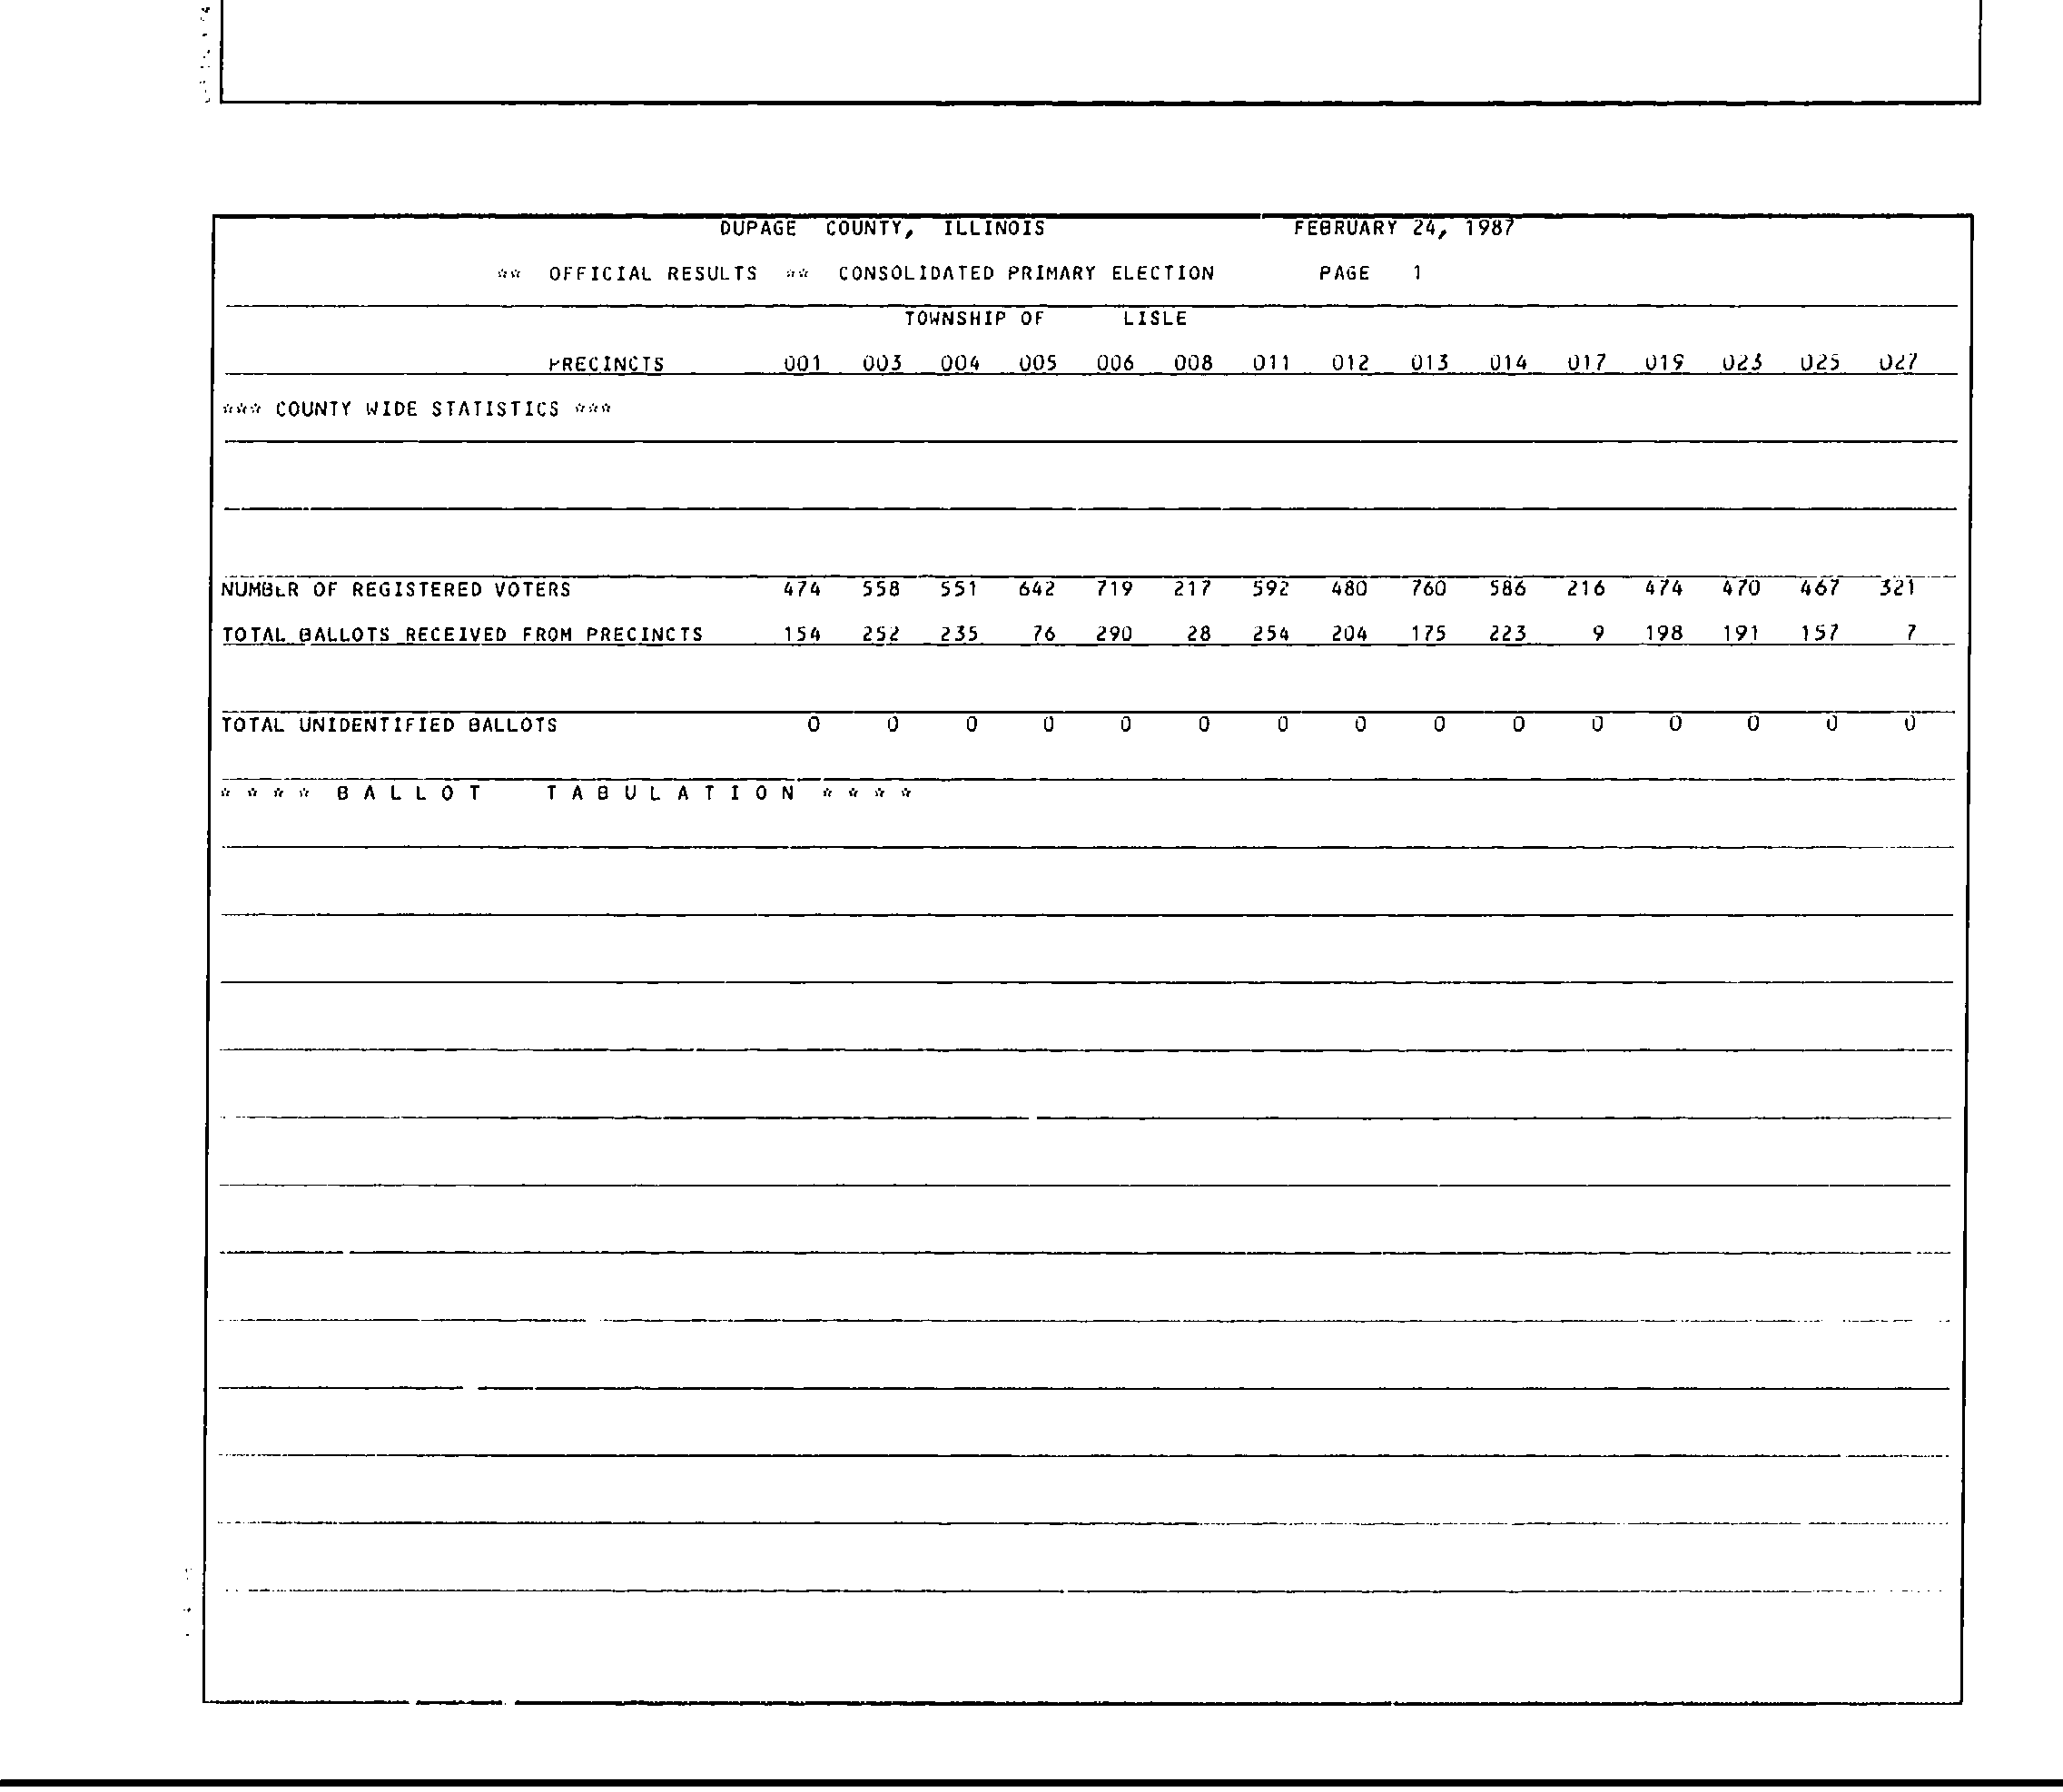 DUPAGE COUNTY, ILLINOIS FEBRUARY 24, 1987
** OFFICIAL RESULTS ** CONSOLIDATED PRIMARY ELECTION PAGE 1
TOWNSHIP OF LISLE
PRECINCTS 001 003 004 005 006 008 011 012 013 014 017 019 023 025 027
*** COUNTY WIDE STATISTICS ***
NUMBER OF REGISTERED VOTERS 474 558 551 642 719 217 592 480 760 586 216 474 470 467 321
TOTAL BALLOTS RECEIVED FROM PRECINCTS 154 252 235 76 290 28 254 204 175 223 9 198 191 157 7
TOTAL UNIDENTIFIED BALLOTS 0 0 0 0 0 0 0 0 0 0 0 0 0 0 0
* * * * B A L L O T T A B U L A T I O N * * * *